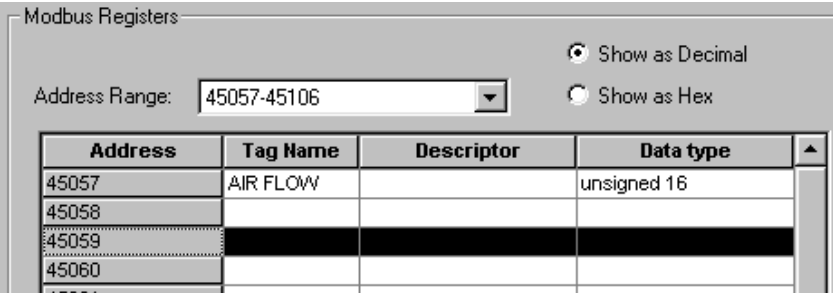 Modbus Registers
Show as Decimal
Address Range: 45057-45106 Show as Hex
Address Tag Name Descriptor Data type
45057 AIR FLOW unsigned 16
45058
45059
45060